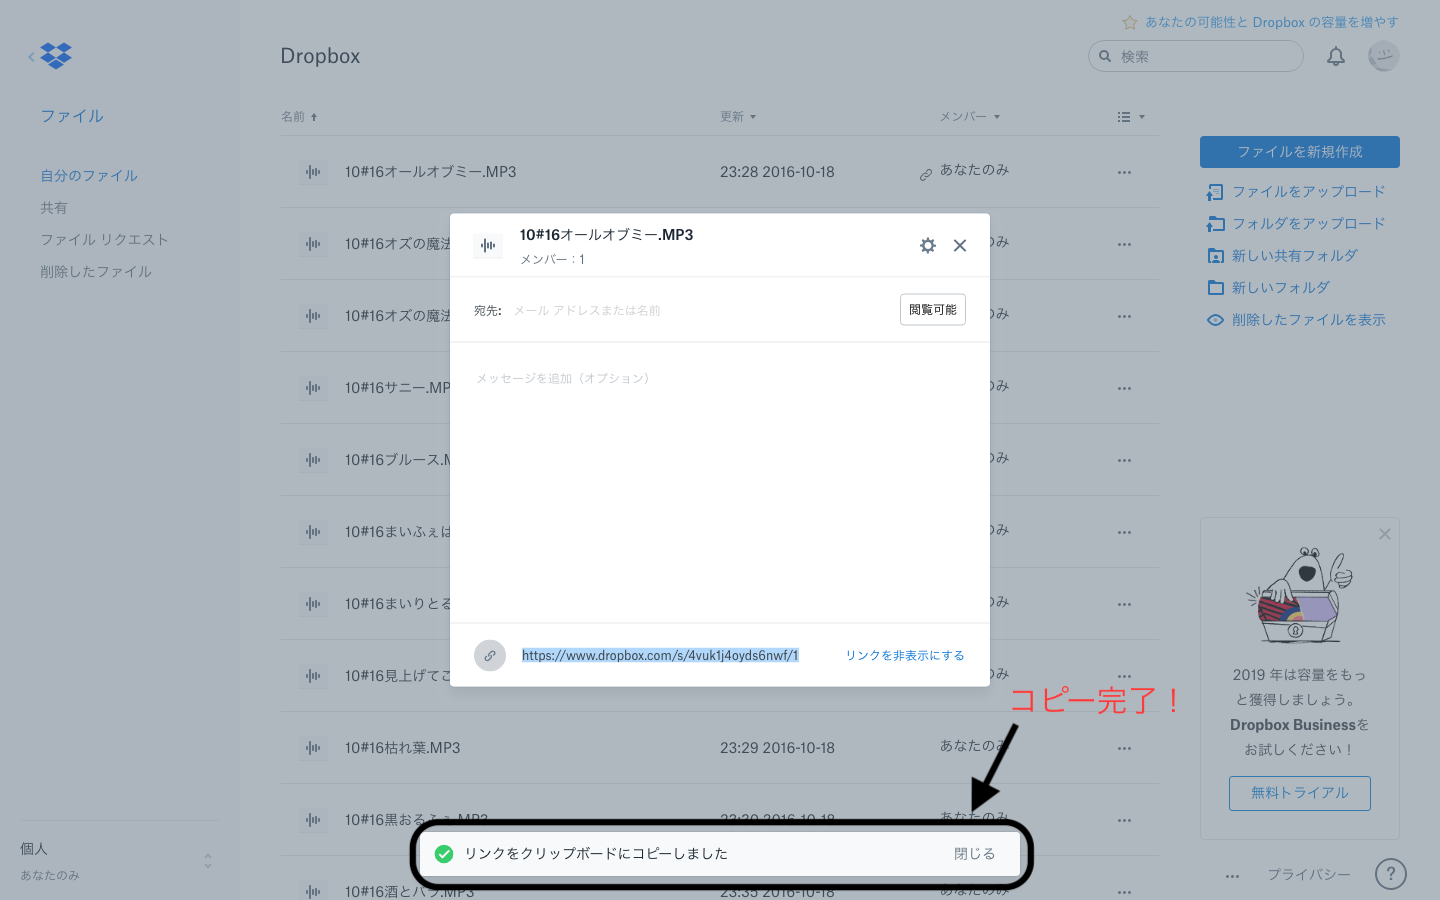 あなたの可能性と Dropbox の容量を増やす
Dropbox
検索
ファイル
自分のファイル
共有
ファイル リクエスト
削除したファイル
名前
更新
メンバー
10#16オールオブミー.MP3 23:28 2016-10-18 あなたのみ
10#16オズの魔法
10#16オズの魔法
10#16サニー.MP
10#16ブルース.M
10#16まいふぇは
10#16まいりとる
10#16見上げてご
10#16枯れ葉.MP3 23:29 2016-10-18 あなたのみ
10#16黒おるふぇ.MP3 23:30 2016-10-18 あなたのみ
10#16酒とバラ.MP3 23:35 2016-10-18 あなたのみ
10#16オールオブミー.MP3
メンバー：1
宛先: メール アドレスまたは名前
閲覧可能
メッセージを追加（オプション）
https://www.dropbox.com/s/4vuk1j4oyds6nwf/1
リンクを非表示にする
コピー完了！
リンクをクリップボードにコピーしました 閉じる
ファイルを新規作成
ファイルをアップロード
フォルダをアップロード
新しい共有フォルダ
新しいフォルダ
削除したファイルを表示
2019 年は容量をもっ
と獲得しましょう。
Dropbox Businessを
お試しください！
無料トライアル
個人
あなたのみ
プライバシー
?